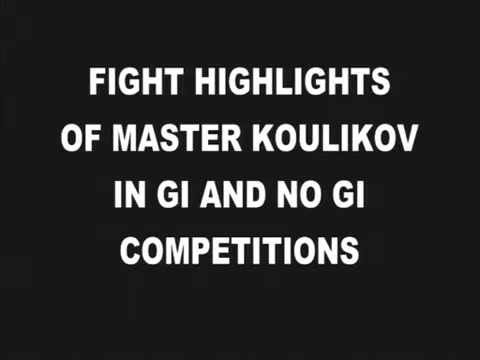 FIGHT HIGHLIGHTS
OF MASTER KOULIKOV
IN GI AND NO GI
COMPETITIONS